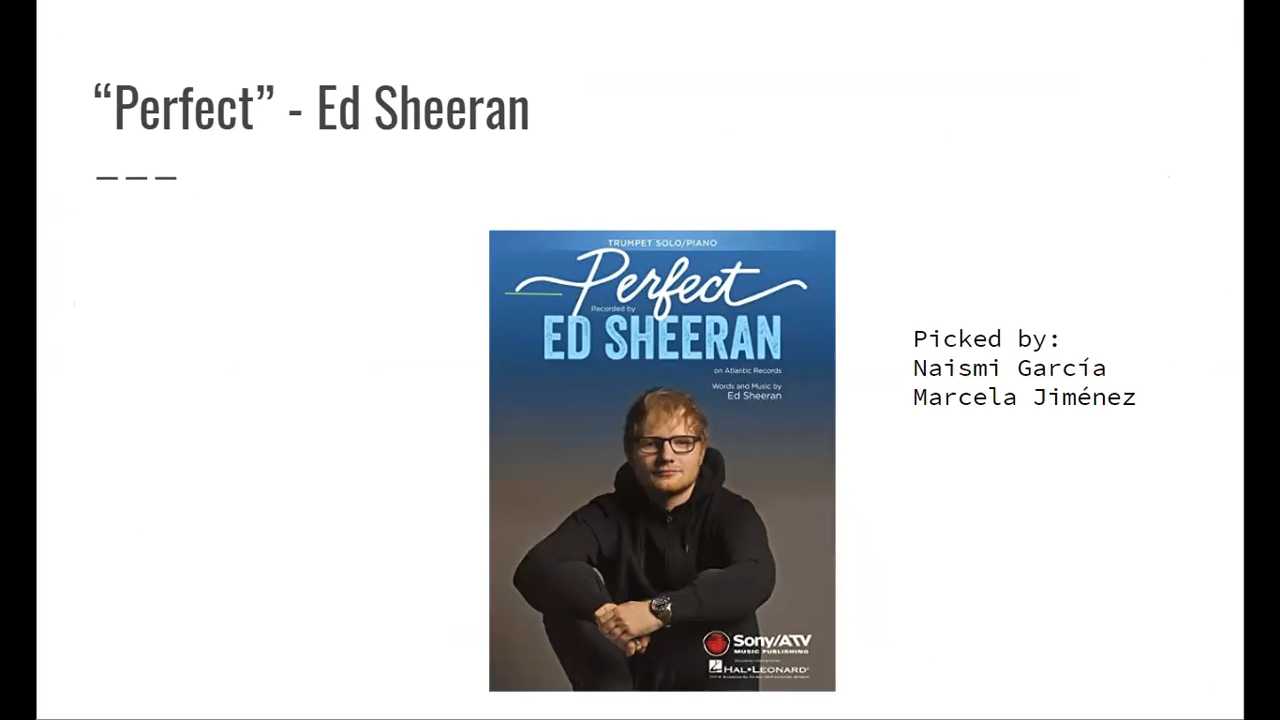 “Perfect” - Ed Sheeran
TRUMPET SOLO/PIANO
Perfect
Recorded by
ED SHEERAN
on Atlantic Records
Words and Music by
Ed Sheeran
Picked by:
Naismi García
Marcela Jiménez
Sony/ATV
MUSIC PUBLISHING
HAL•LEONARD®